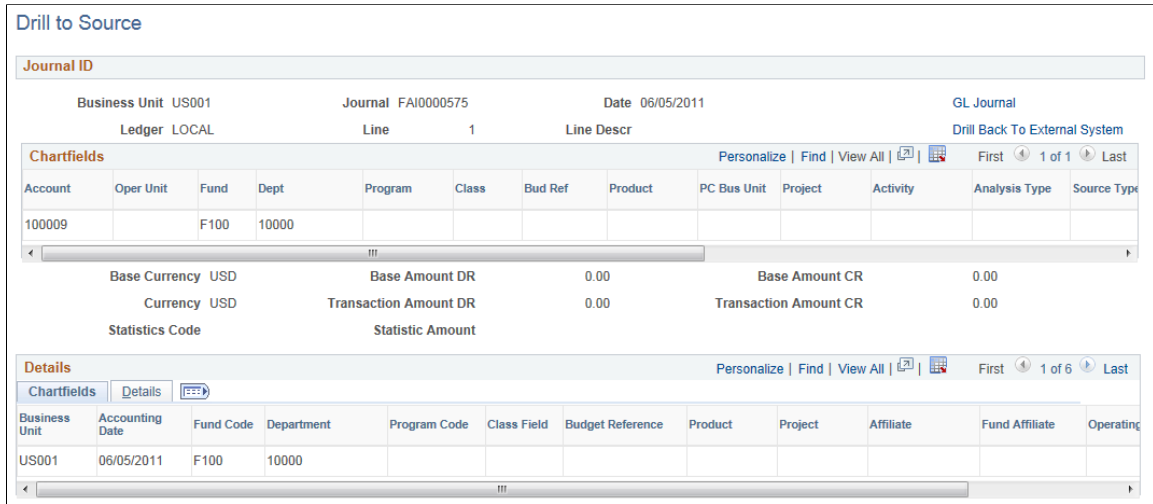 Drill to Source
Journal ID
Business Unit US001 Journal FAI0000575 Date 06/05/2011 GL Journal
Ledger LOCAL Line 1 Line Descr Drill Back To External System
Chartfields Personalize | Find | View All | | First 1 of 1 Last
Account Oper Unit Fund Dept Program Class Bud Ref Product PC Bus Unit Project Activity Analysis Type Source Type
100009 F100 10000
Base Currency USD Base Amount DR 0.00 Base Amount CR 0.00
Currency USD Transaction Amount DR 0.00 Transaction Amount CR 0.00
Statistics Code Statistic Amount
Details Personalize | Find | View All | | First 1 of 6 Last
Chartfields Details
Business Unit Accounting Date Fund Code Department Program Code Class Field Budget Reference Product Project Affiliate Fund Affiliate Operating
US001 06/05/2011 F100 10000